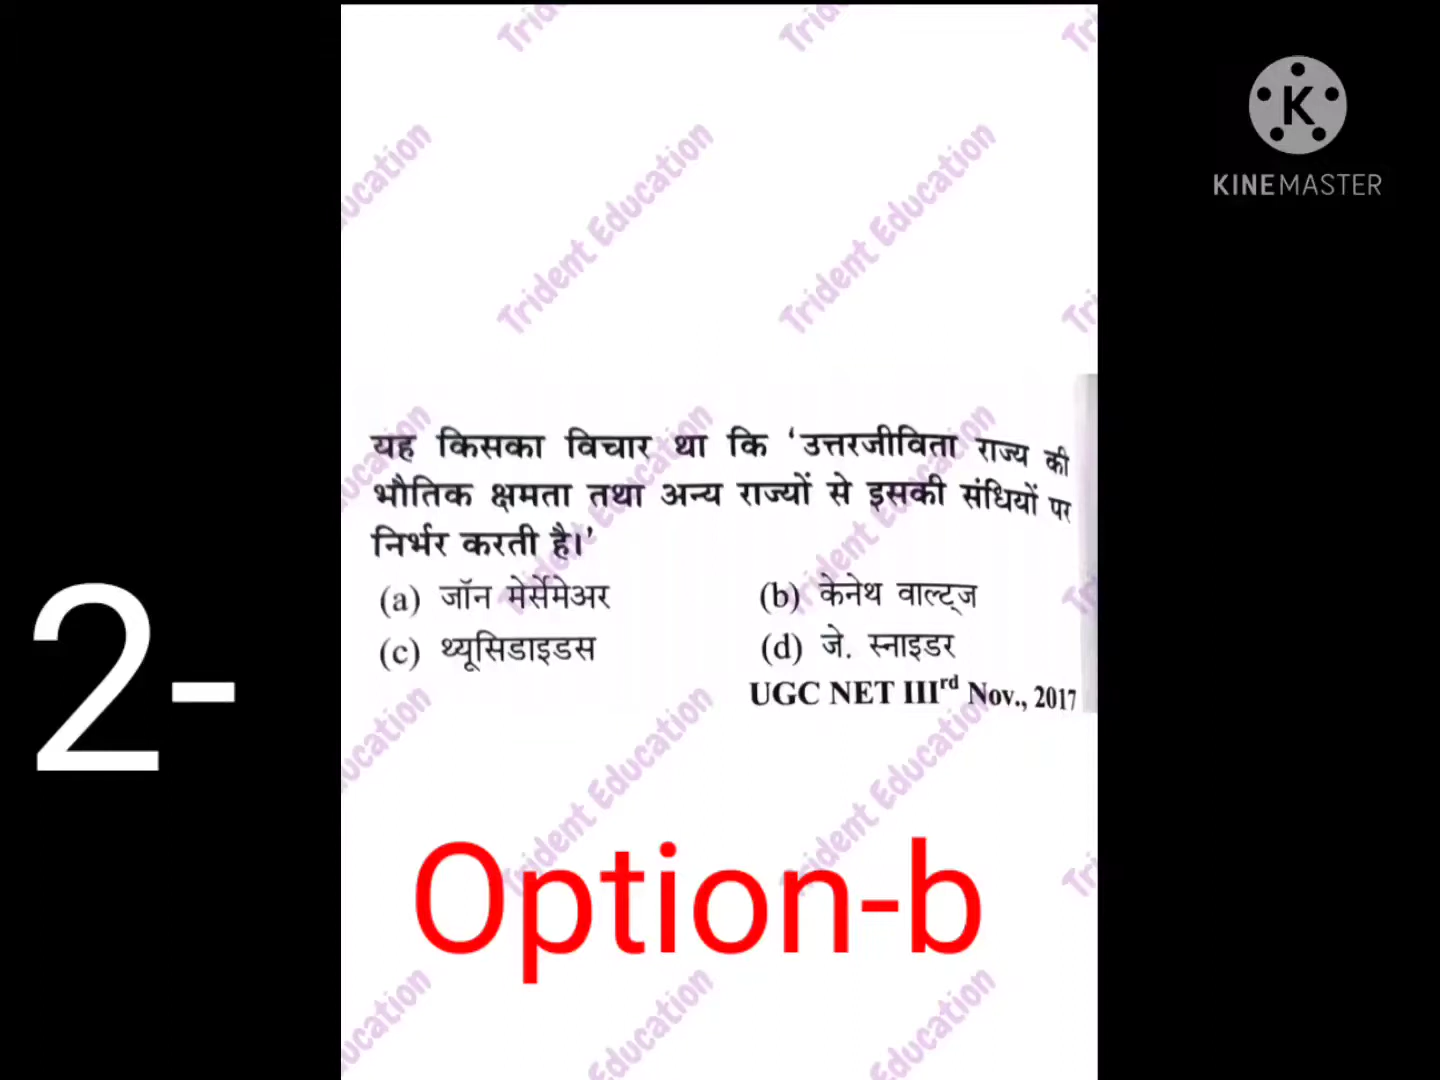 Trident Education
K
KINEMASTER
यह किसका विचार था कि ‘उत्तरजीविता राज्य की
भौतिक क्षमता तथा अन्य राज्यों से इसकी संधियों पर
निर्भर करती है।’
(a) जॉन मेर्सेमेअर (b) केनेथ वाल्ट्ज
(c) थ्यूसिडाइडस (d) जे. स्नाइडर
UGC NET IIIrd Nov., 2017
2-
Option-b